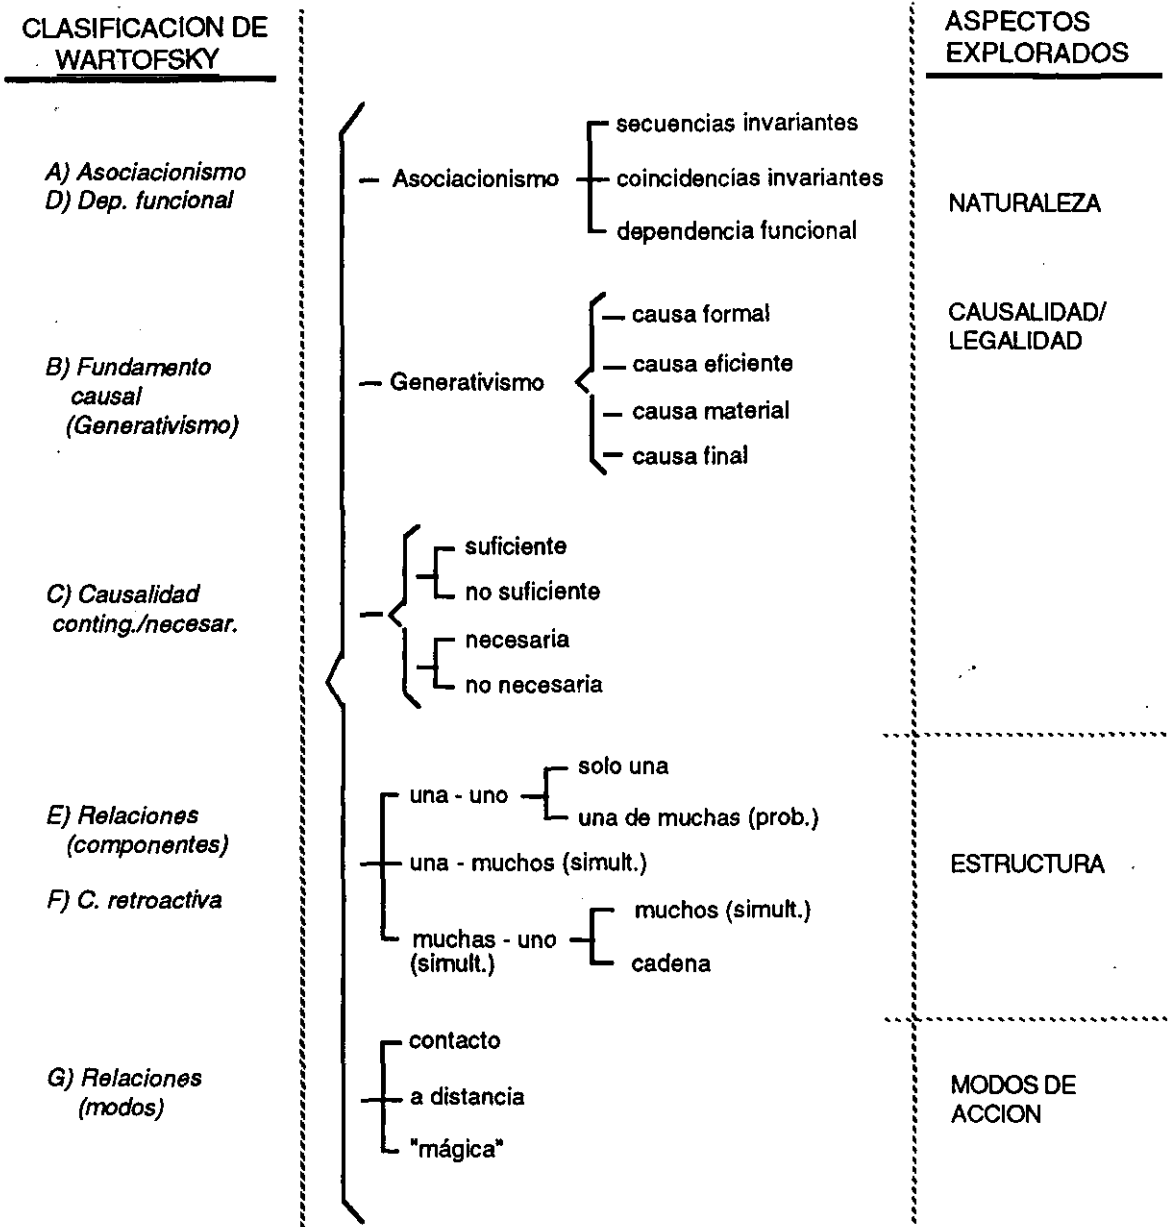 CLASIFICACION DE
WARTOFSKY
ASPECTOS
EXPLORADOS
A) Asociacionismo
D) Dep. funcional
Asociacionismo
secuencias invariantes
coincidencias invariantes
dependencia funcional
NATURALEZA
B) Fundamento
causal
(Generativismo)
Generativismo
causa formal
causa eficiente
causa material
causa final
CAUSALIDAD/
LEGALIDAD
C) Causalidad
conting./necesar.
suficiente
no suficiente
necesaria
no necesaria
E) Relaciones
(componentes)
F) C. retroactiva
una - uno
solo una
una de muchas (prob.)
una - muchos (simult.)
muchas - uno
(simult.)
muchos (simult.)
cadena
ESTRUCTURA
G) Relaciones
(modos)
contacto
a distancia
"mágica"
MODOS DE
ACCION